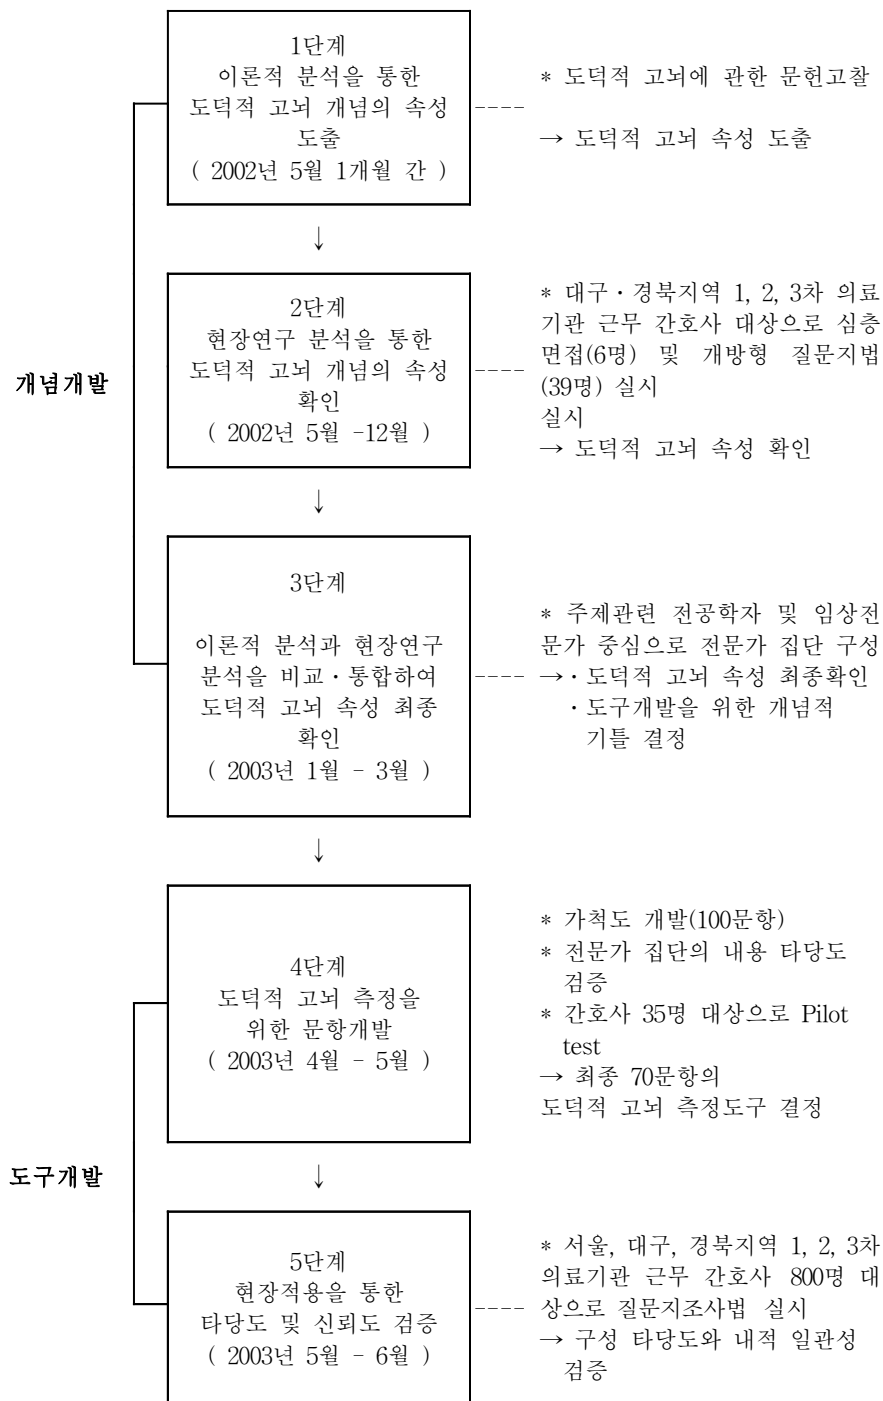 1단계
이론적 분석을 통한
도덕적 고뇌 개념의 속성
도출
( 2002년 5월 1개월 간 )
* 도덕적 고뇌에 관한 문헌고찰
→ 도덕적 고뇌 속성 도출
↓
개념개발
2단계
현장연구 분석을 통한
도덕적 고뇌 개념의 속성
확인
( 2002년 5월 -12월 )
* 대구·경북지역 1, 2, 3차 의료
기관 근무 간호사 대상으로 심층
면접(6명) 및 개방형 질문지법
(39명) 실시
실시
→ 도덕적 고뇌 속성 확인
↓
3단계
이론적 분석과 현장연구
분석을 비교·통합하여
도덕적 고뇌 속성 최종
확인
( 2003년 1월 - 3월 )
* 주제관련 전공학자 및 임상전
문가 중심으로 전문가 집단 구성
→·도덕적 고뇌 속성 최종확인
·도구개발을 위한 개념적
기틀 결정
↓
4단계
도덕적 고뇌 측정을
위한 문항개발
( 2003년 4월 - 5월 )
* 가척도 개발(100문항)
* 전문가 집단의 내용 타당도
검증
* 간호사 35명 대상으로 Pilot
test
→ 최종 70문항의
도덕적 고뇌 측정도구 결정
도구개발
↓
5단계
현장적용을 통한
타당도 및 신뢰도 검증
( 2003년 5월 - 6월 )
* 서울, 대구, 경북지역 1, 2, 3차
의료기관 근무 간호사 800명 대
상으로 질문지조사법 실시
→ 구성 타당도와 내적 일관성
검증